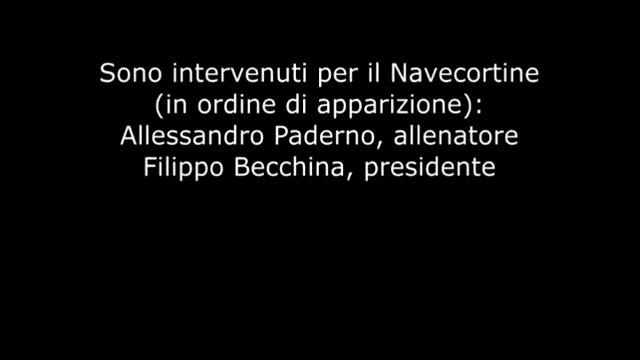 Sono intervenuti per il Navecortine
(in ordine di apparizione):
Allessandro Paderno, allenatore
Filippo Becchina, presidente